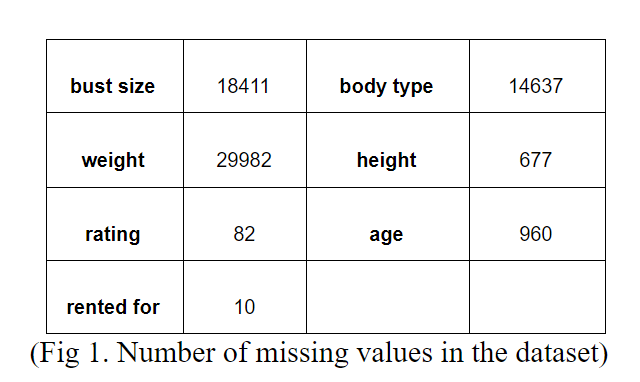 bust size 18411 body type 14637
weight 29982 height 677
rating 82 age 960
rented for 10
(Fig 1. Number of missing values in the dataset)